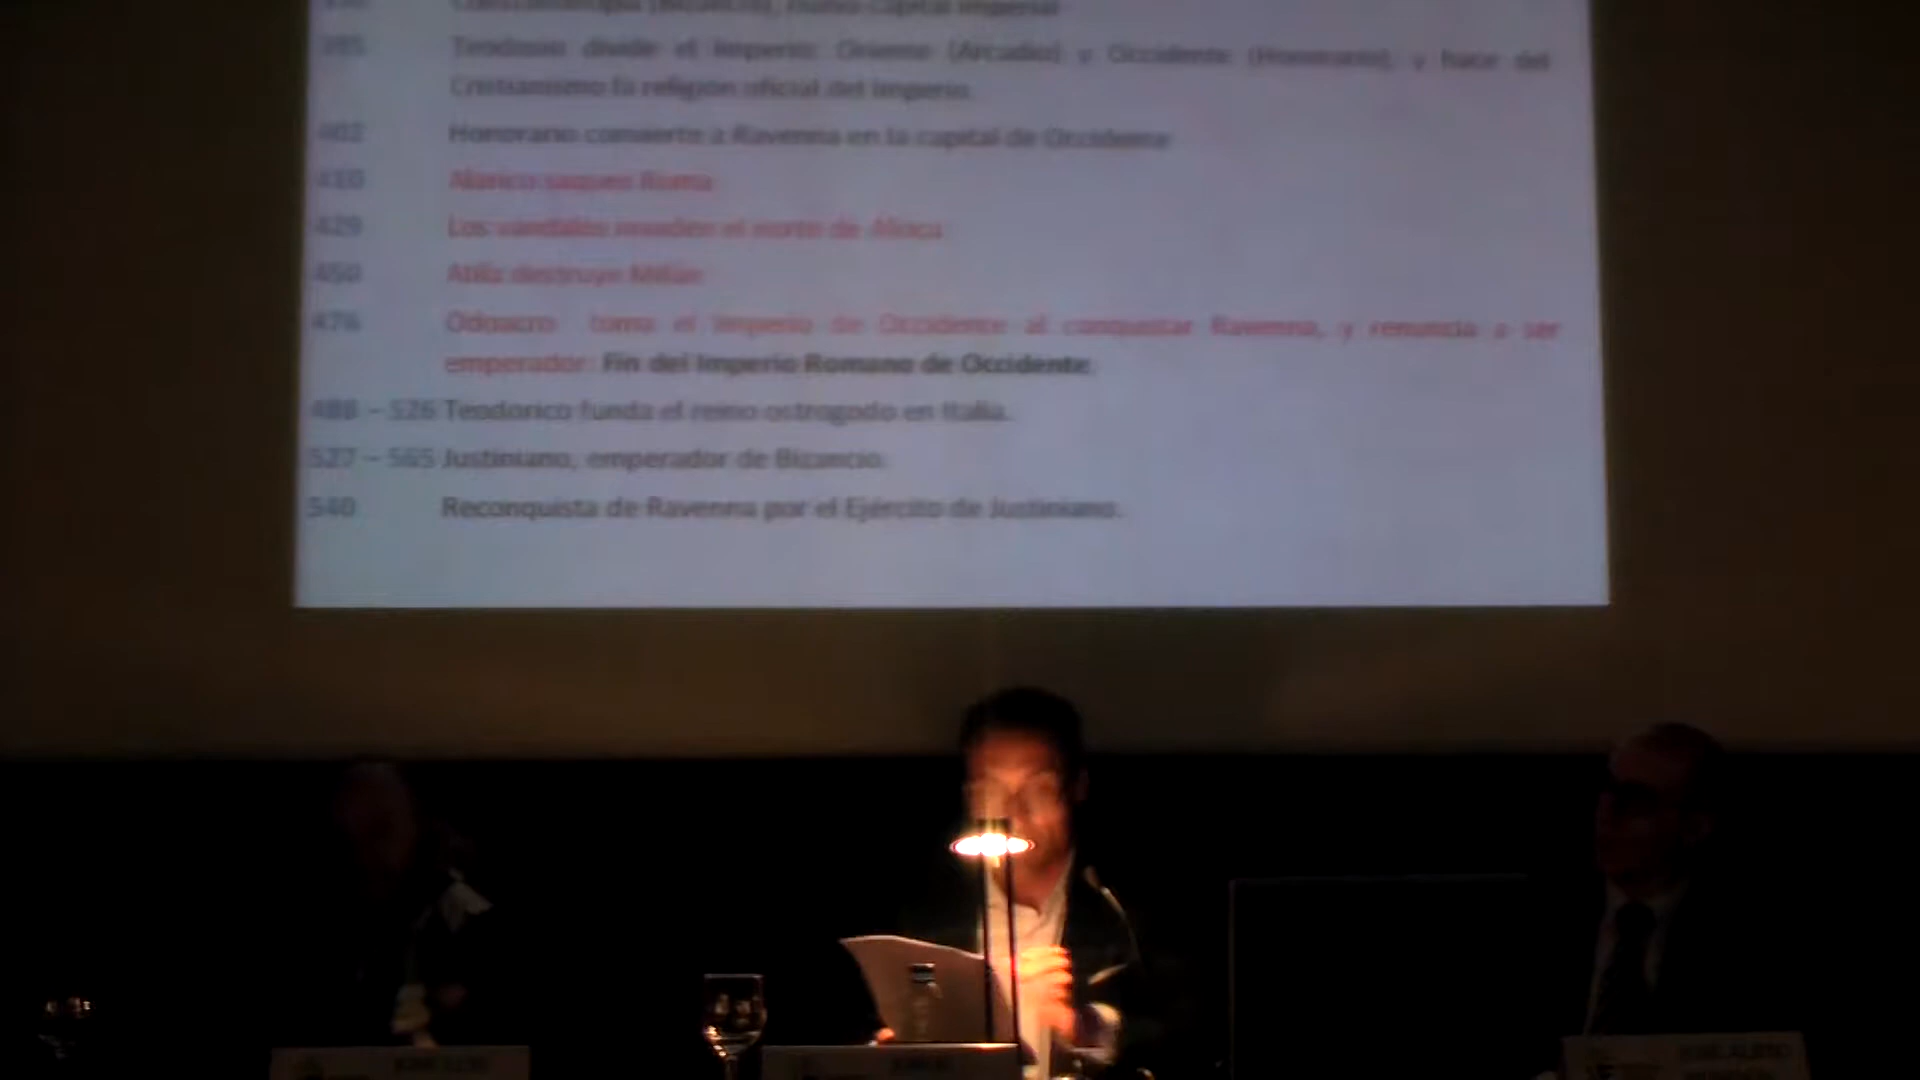 395 Teodosio divide el Imperio: Oriente (Arcadio) y Occidente (Honorario), y hace del
Cristianismo la religión oficial del Imperio.
402 Honorario convierte a Ravenna en la capital de Occidente
410 Alarico saquea Roma
429 Los vandalos invaden el norte de África
450 Atila destruye Milán
476 Odoacro toma el Imperio de Occidente al conquistar Ravenna, y renuncia a ser
emperador: Fin del Imperio Romano de Occidente.
488 – 526 Teodorico funda el reino ostrogodo en Italia.
527 – 565 Justiniano, emperador de Bizancio.
540 Reconquista de Ravenna por el Ejército de Justiniano.